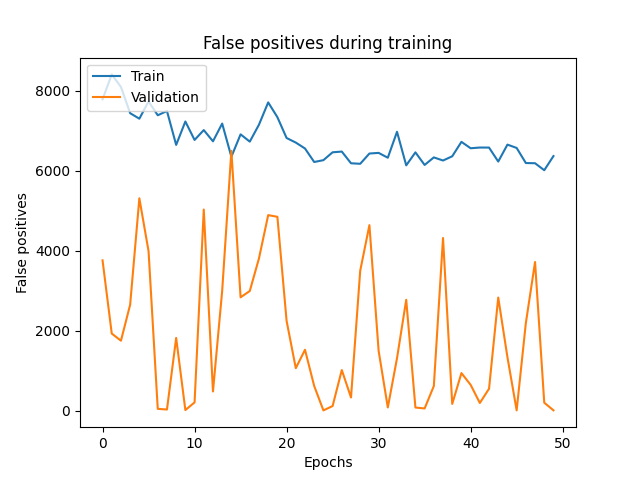 False positives during training
Train
Validation
8000
6000
4000
2000
0
False positives
0 10 20 30 40 50
Epochs